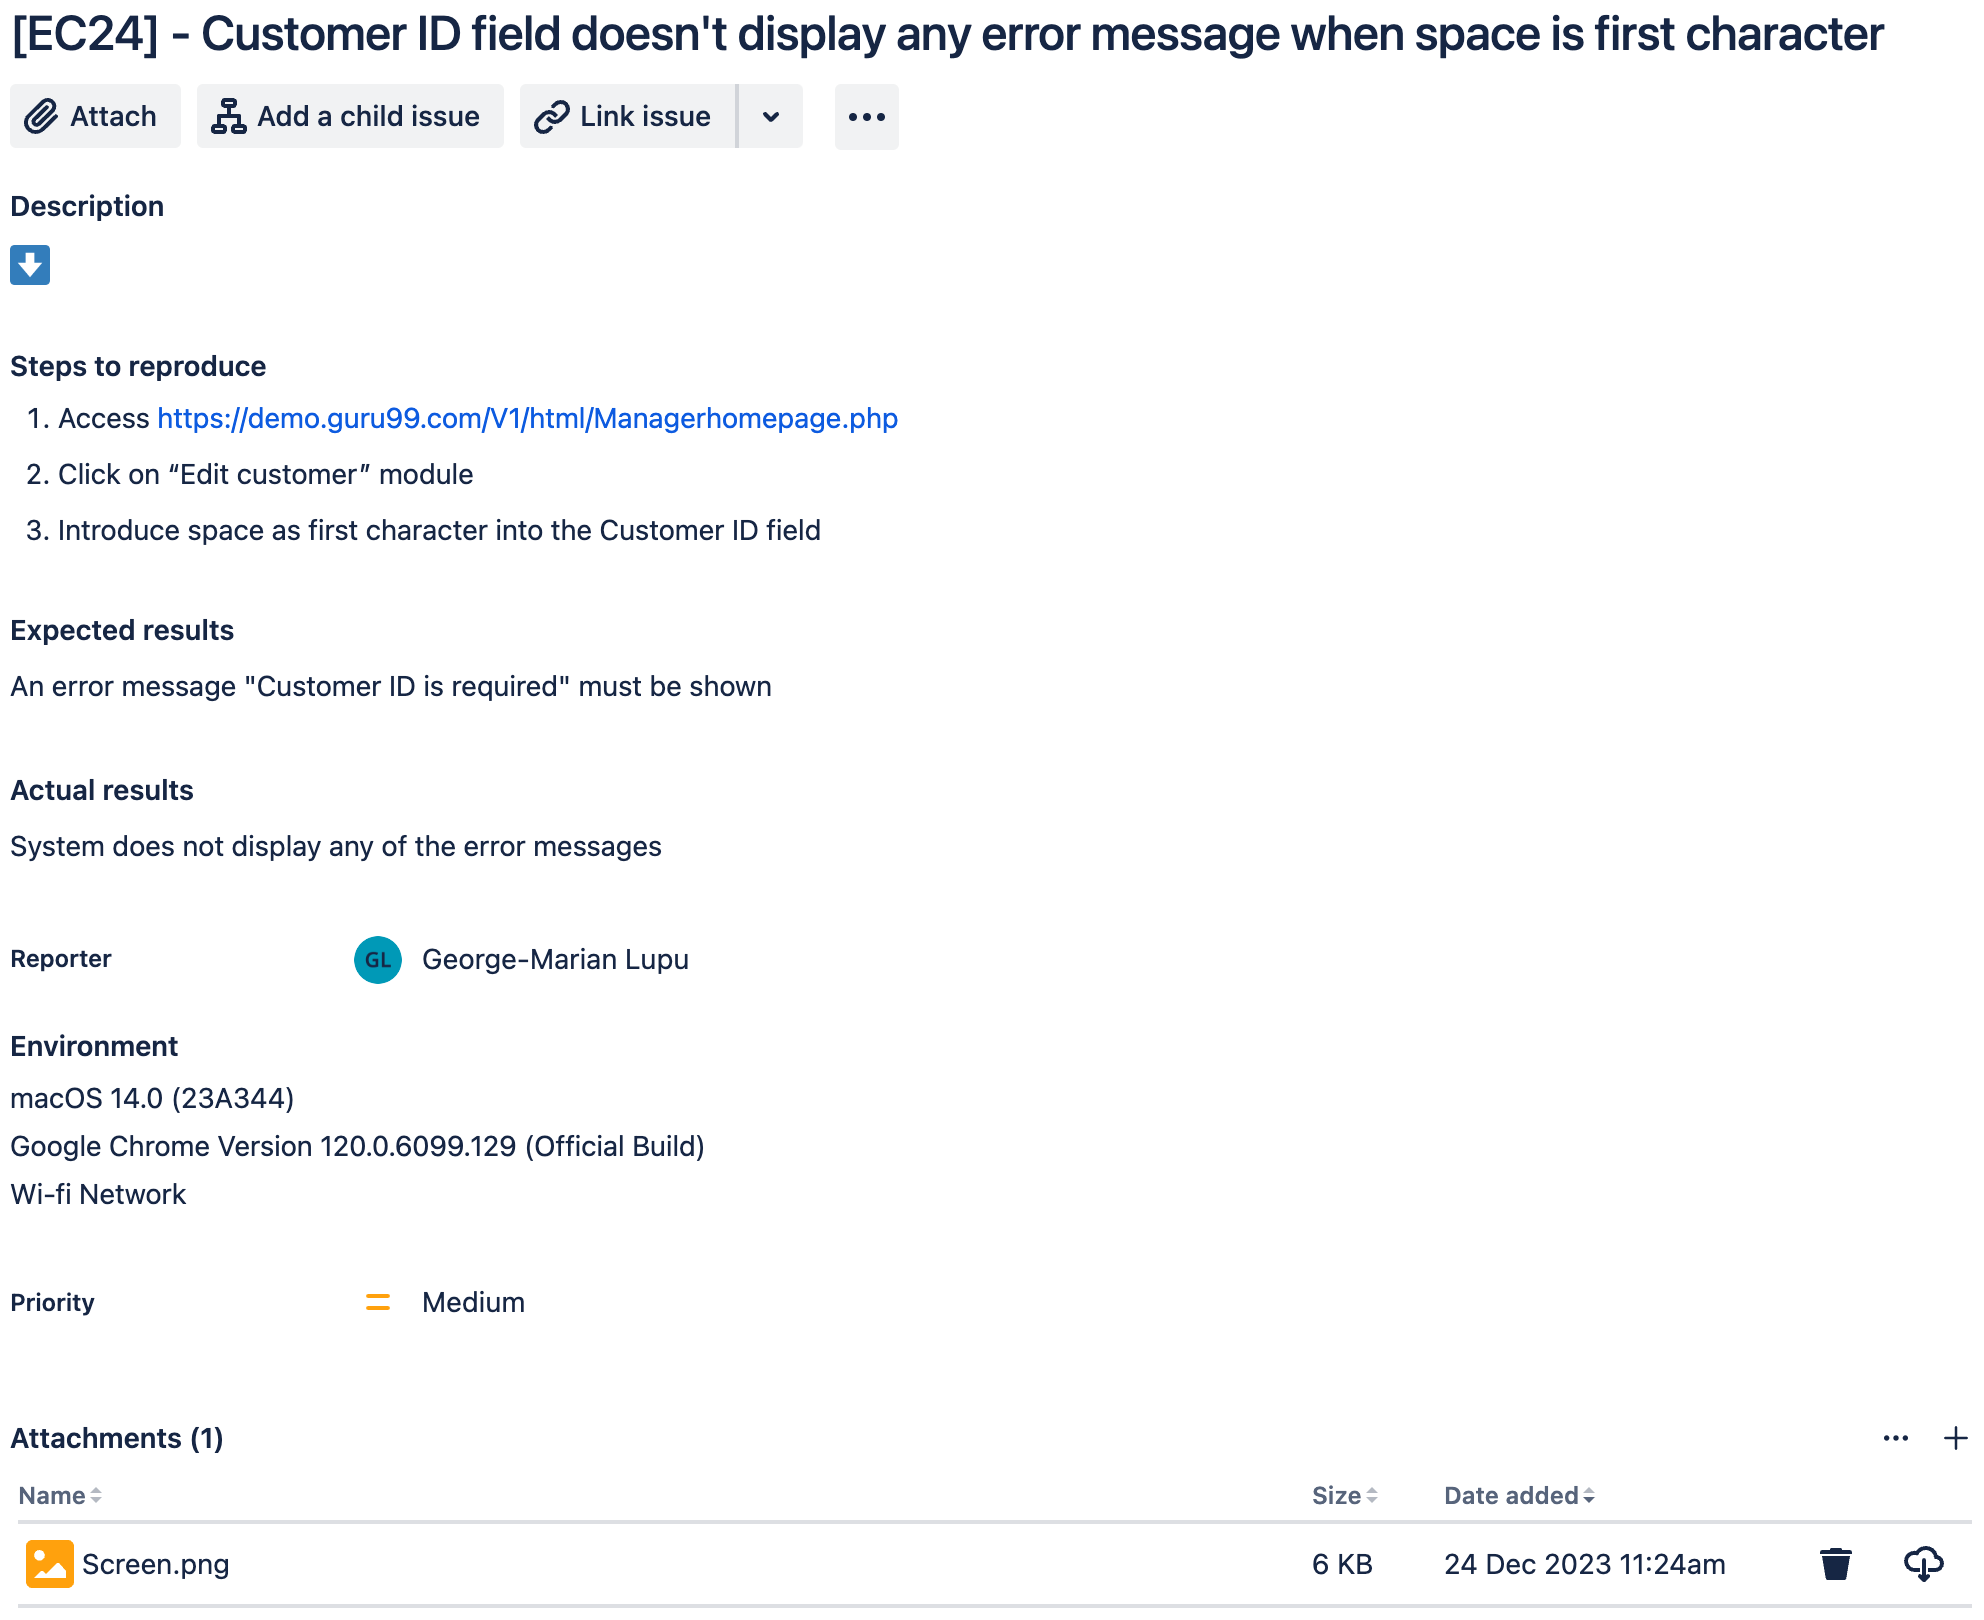 [EC24] - Customer ID field doesn't display any error message when space is first character
Attach Add a child issue Link issue
Description
Steps to reproduce
1. Access https://demo.guru99.com/V1/html/Managerhomepage.php
2. Click on “Edit customer” module
3. Introduce space as first character into the Customer ID field
Expected results
An error message "Customer ID is required" must be shown
Actual results
System does not display any of the error messages
Reporter GL George-Marian Lupu
Environment
macOS 14.0 (23A344)
Google Chrome Version 120.0.6099.129 (Official Build)
Wi-fi Network
Priority Medium
Attachments (1)
Name Size Date added
Screen.png 6 KB 24 Dec 2023 11:24am